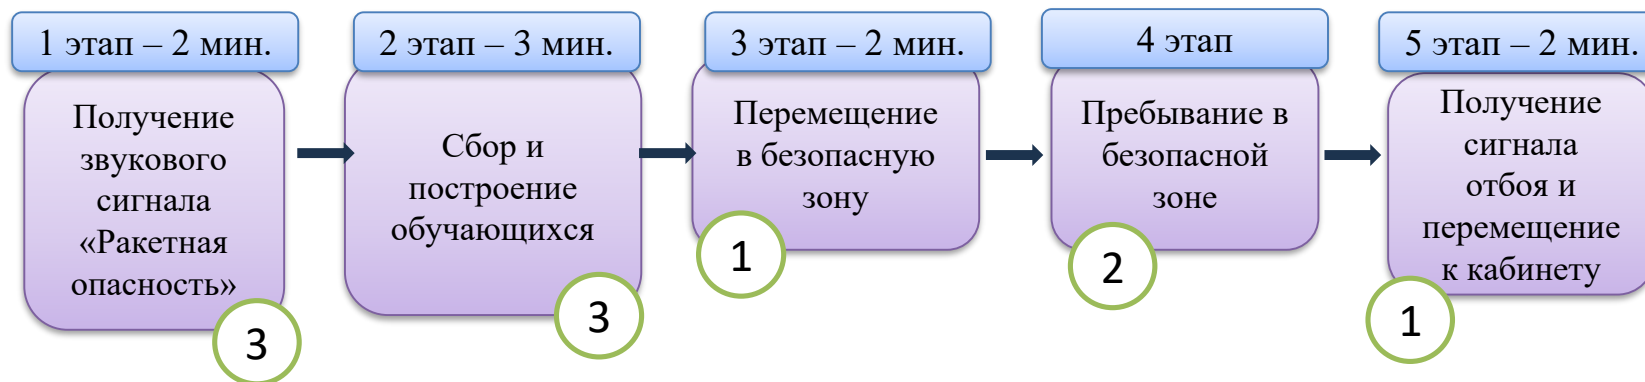 1 этап – 2 мин.
Получение
звукового
сигнала
«Ракетная
опасность»
3
2 этап – 3 мин.
Сбор и
построение
обучающихся
3
3 этап – 2 мин.
Перемещение
в безопасную
зону
1
4 этап
Пребывание в
безопасной
зоне
2
5 этап – 2 мин.
Получение
сигнала
отбоя и
перемещение
к кабинету
1